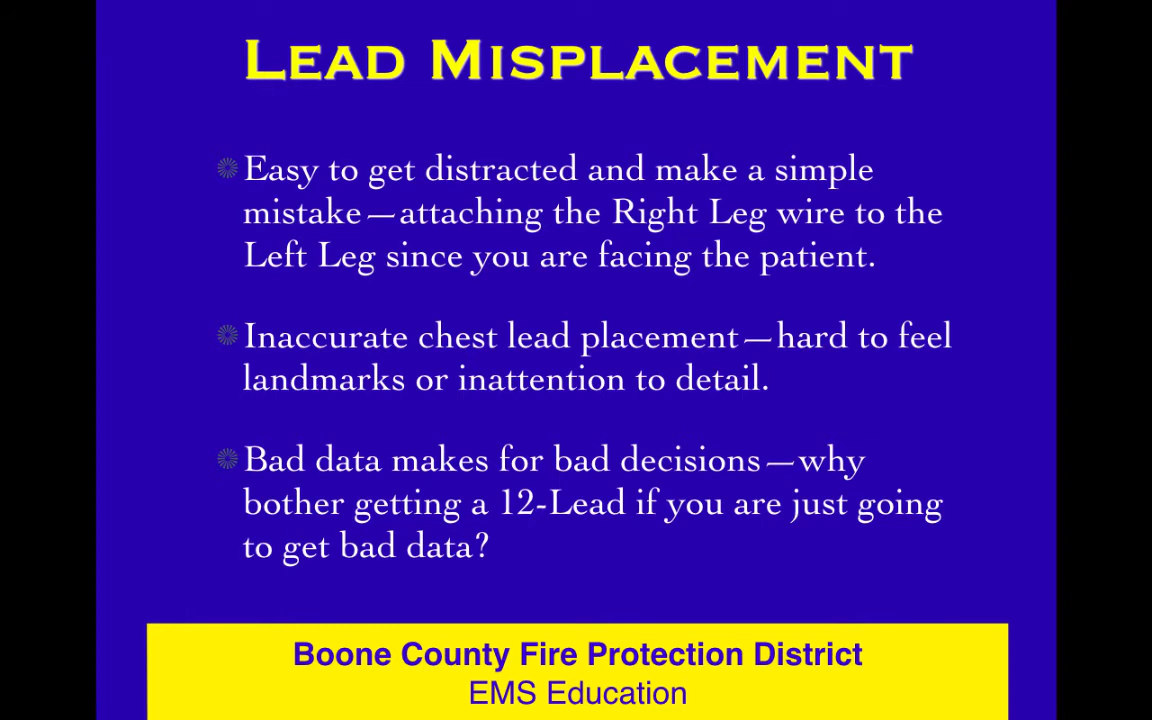 LEAD MISPLACEMENT
Easy to get distracted and make a simple
mistake—attaching the Right Leg wire to the
Left Leg since you are facing the patient.
Inaccurate chest lead placement—hard to feel
landmarks or inattention to detail.
Bad data makes for bad decisions—why
bother getting a 12-Lead if you are just going
to get bad data?
Boone County Fire Protection District
EMS Education